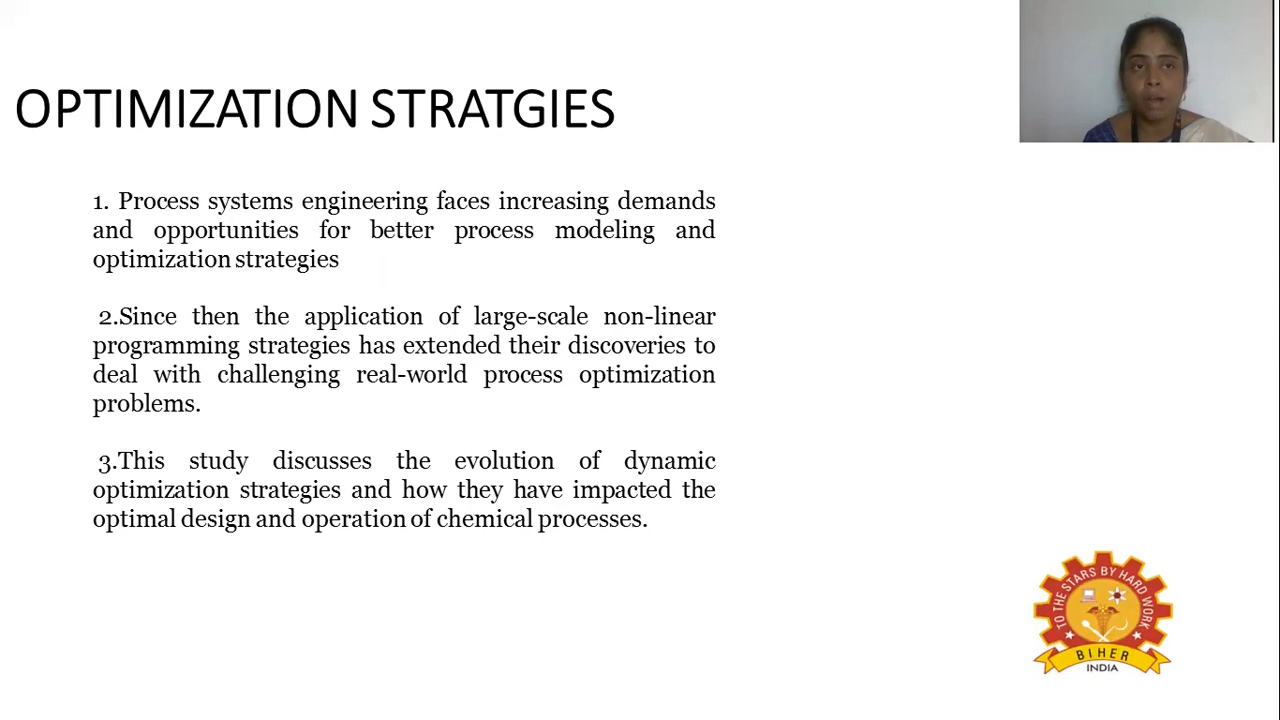 OPTIMIZATION STRATGIES
1. Process systems engineering faces increasing demands
and opportunities for better process modeling and
optimization strategies
2.Since then the application of large-scale non-linear
programming strategies has extended their discoveries to
deal with challenging real-world process optimization
problems.
3.This study discusses the evolution of dynamic
optimization strategies and how they have impacted the
optimal design and operation of chemical processes.
TO THE STARS BY HARD WORK
BIHER
INDIA